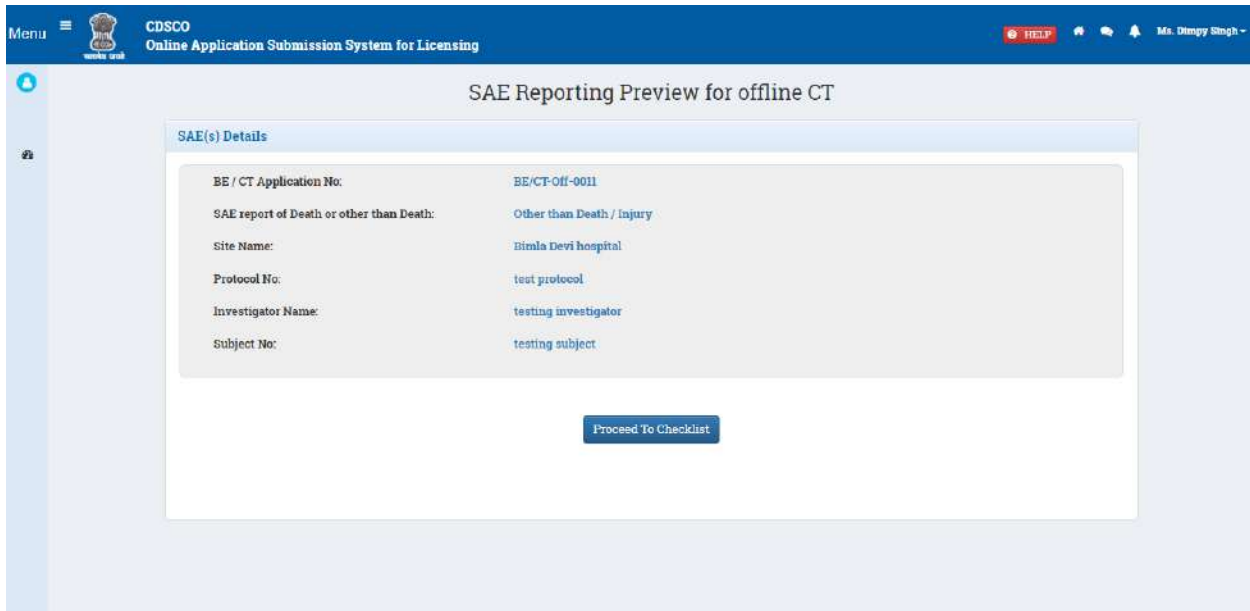 Menu
CDSCO
Online Application Submission System for Licensing
HELP
Ms. Dimpy Singh
सत्यमेव जयते
SAE Reporting Preview for offline CT
SAE(s) Details
BE / CT Application No: BE/CT-Off-0011
SAE report of Death or other than Death: Other than Death / Injury
Site Name: Bimla Devi hospital
Protocol No: test protocol
Investigator Name: testing investigator
Subject No: testing subject
Proceed To Checklist